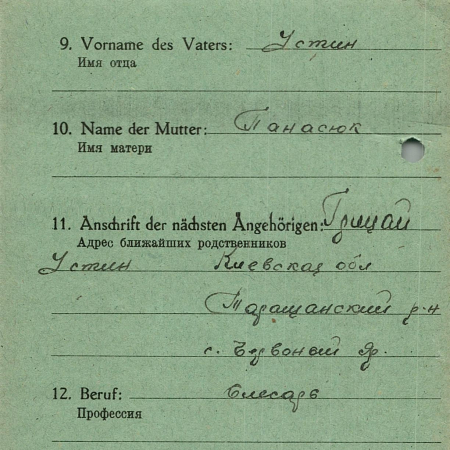 9. Vorname des Vaters: Устин
Имя отца
10. Name der Mutter: Панасюк
Имя матери
11. Anschrift der nächsten Angehörigen: Грицай
Адрес ближайших родственников
Устин Киевская обл
Таращанский р-н
с. Червоный Яр.
12. Beruf: Слесарь
Профессия